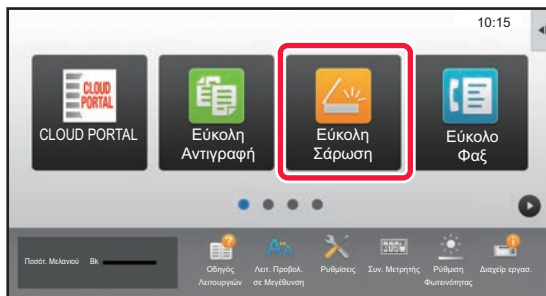 10:15
CLOUD
PORTAL
CLOUD PORTAL
Εύκολη
Αντιγραφή
Εύκολη
Σάρωση
Εύκολο
Φαξ
Ποσότ. Μελανιού Bk
Οδηγός
Λειτουργιών
Λειτ. Προβολ.
σε Μεγέθυνση
Ρυθμίσεις
Συν. Μετρητής
Ρύθμιση
Φωτεινότητας
Διαχείρ εργασ.